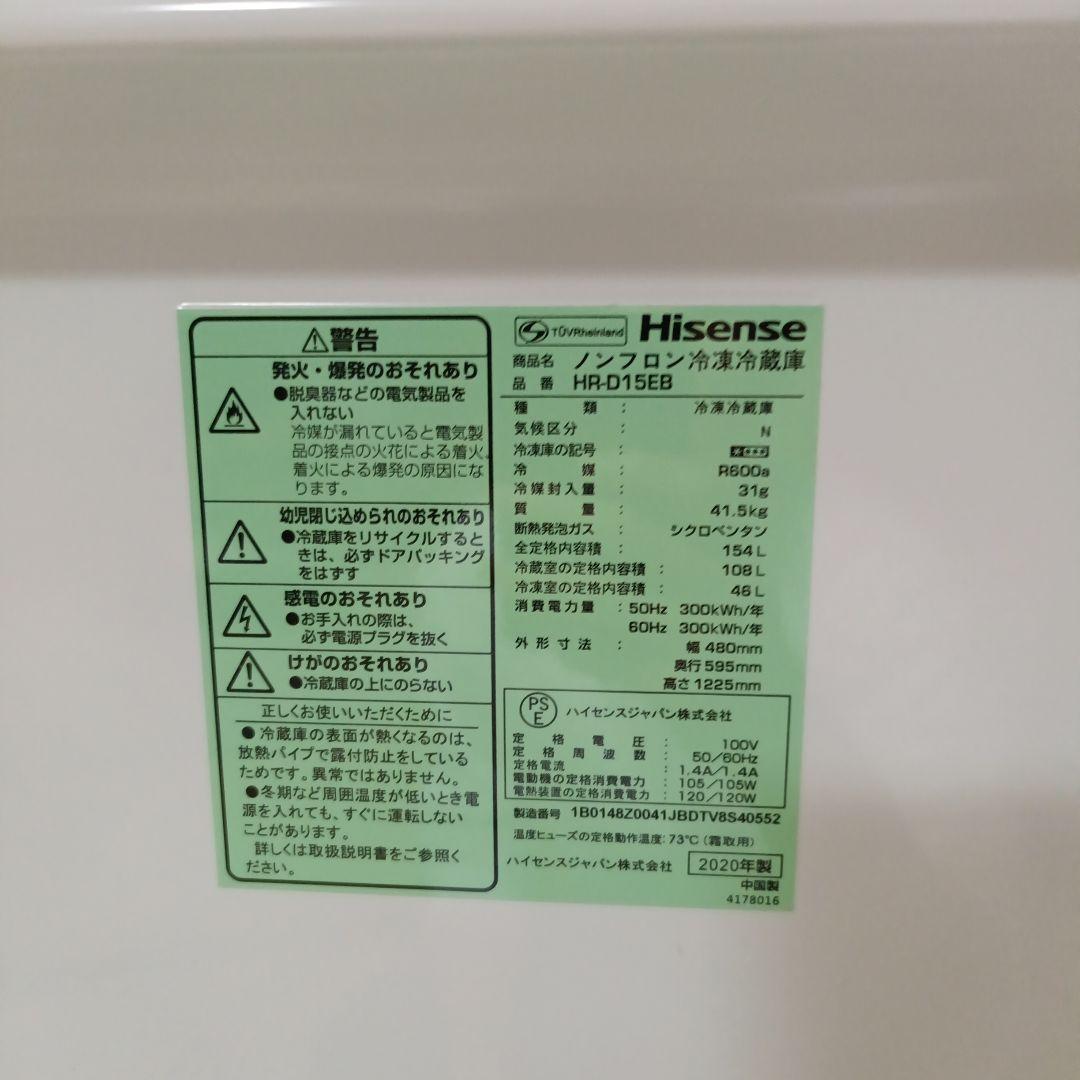 ⚠警告
発火・爆発のおそれあり
●脱臭器などの電気製品を
入れない
冷媒が漏れていると電気製
品の接点の火花による着火、
着火による爆発の原因にな
ります。
幼児閉じ込められのおそれあり
●冷蔵庫をリサイクルすると
きは、必ずドアパッキング
をはずす
感電のおそれあり
●お手入れの際は、
必ず電源プラグを抜く
けがのおそれあり
●冷蔵庫の上にのらない
正しくお使いいただくために
●冷蔵庫の表面が熱くなるのは、
放熱パイプで露付防止をしている
ためです。異常ではありません。
●冬期など周囲温度が低いとき電
源を入れても、すぐに運転しない
ことがあります。
詳しくは取扱説明書をご参照く
ださい。
TÜVRheinland Hisense
商品名 ノンフロン冷凍冷蔵庫
品番 HR-D15EB
種類 : 冷凍冷蔵庫
気候区分 : N
冷凍庫の記号 : ****
冷媒 : R600a
冷媒封入量 : 31g
質量 : 41.5kg
断熱発泡ガス : シクロペンタン
全定格内容積 : 154L
冷蔵室の定格内容積 : 108L
冷凍室の定格内容積 : 46L
消費電力量 : 50Hz 300kWh/年
60Hz 300kWh/年
外形寸法 : 幅480mm
奥行595mm
高さ1225mm
PSE ハイセンスジャパン株式会社
定格電圧 : 100V
定格周波数 : 50/60Hz
定格電流 : 1.4A/1.4A
電動機の定格消費電力 : 105/105W
電熱装置の定格消費電力 : 120/120W
製造番号 1B0148Z0041JBDTV8S40552
温度ヒューズの定格動作温度:73℃(霜取用)
ハイセンスジャパン株式会社 2020年製
中国製
4178016